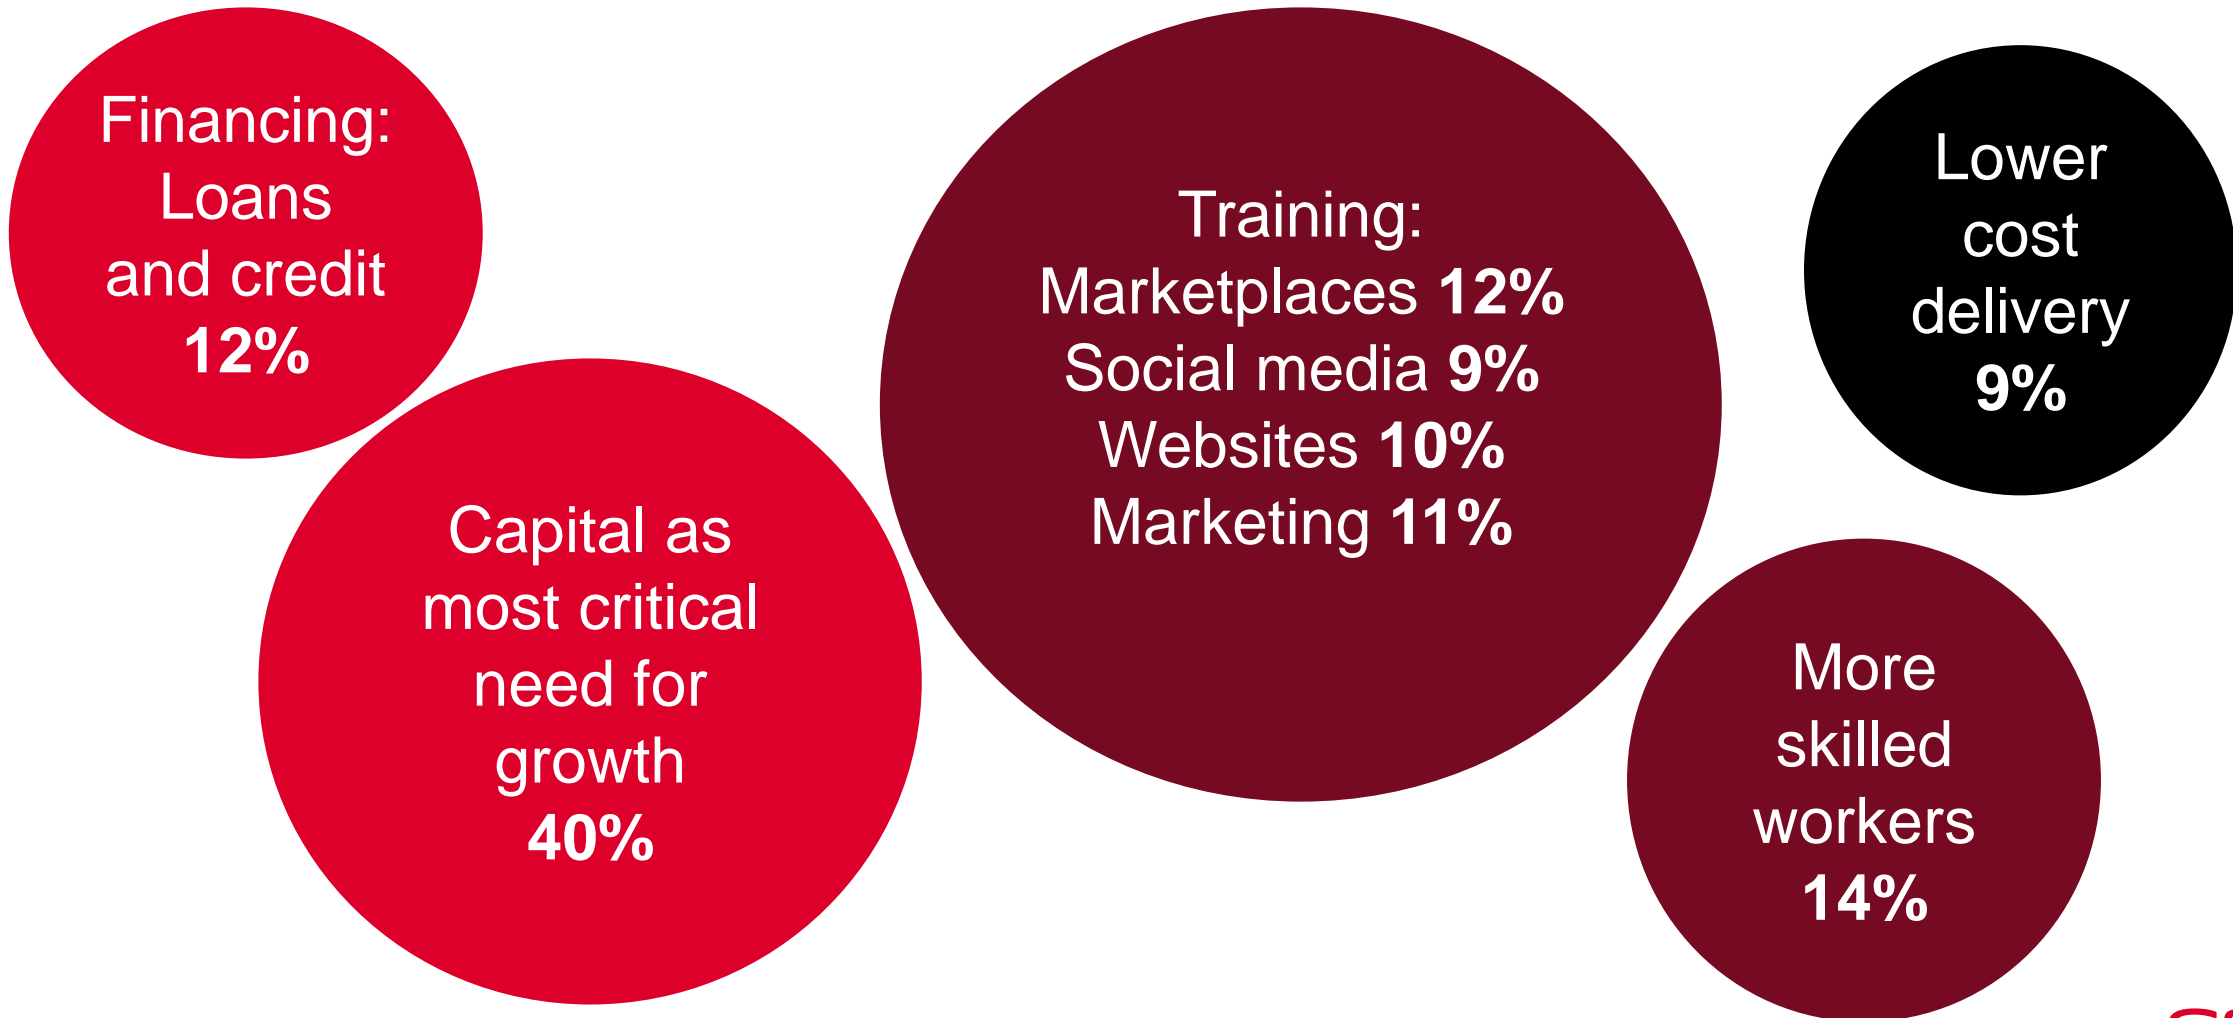 Financing:
Loans
and credit
12%
Capital as
most critical
need for
growth
40%
Training:
Marketplaces 12%
Social media 9%
Websites 10%
Marketing 11%
Lower
cost
delivery
9%
More
skilled
workers
14%